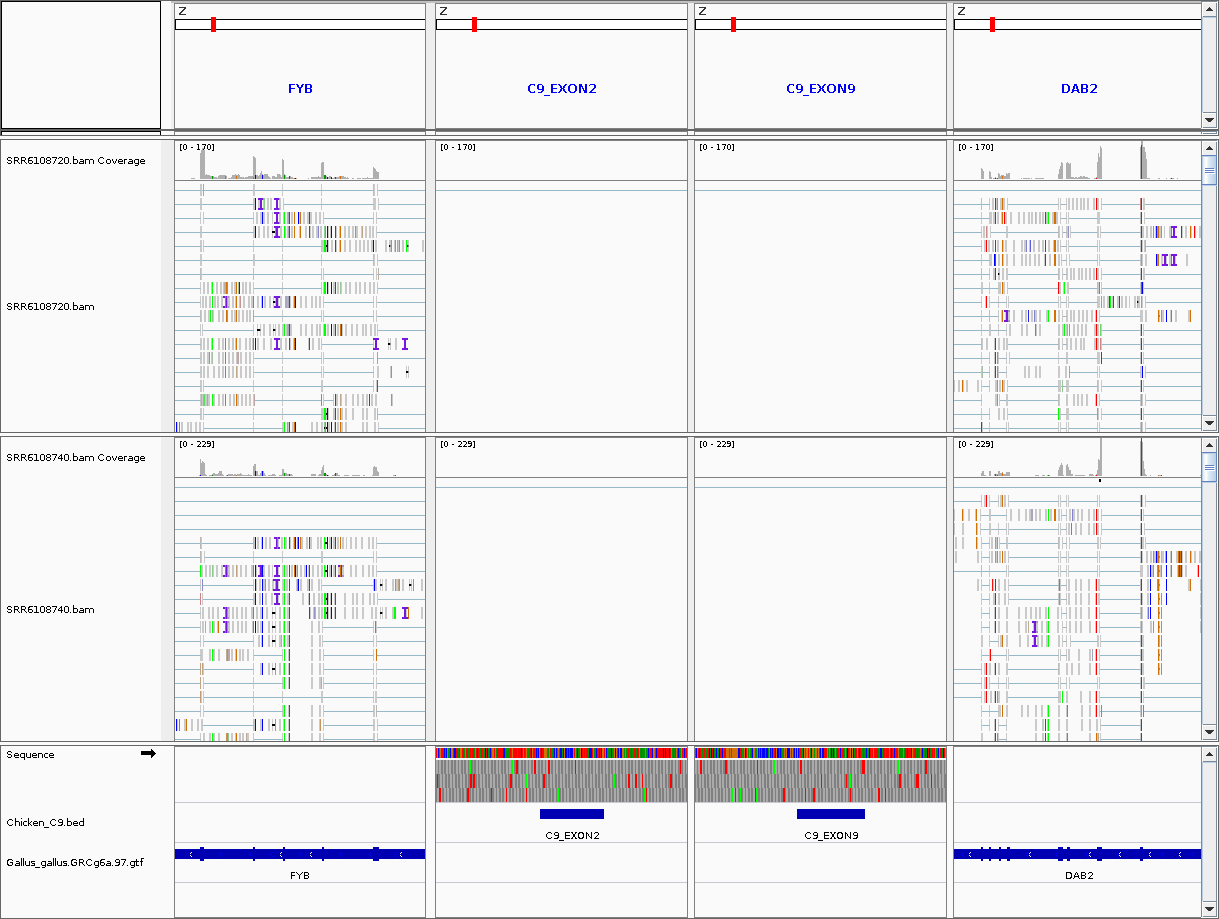 Z Z Z Z
FYB C9_EXON2 C9_EXON9 DAB2
[0 - 170] [0 - 170] [0 - 170] [0 - 170]
SRR6108720.bam Coverage
SRR6108720.bam
[0 - 229] [0 - 229] [0 - 229] [0 - 229]
SRR6108740.bam Coverage
SRR6108740.bam
Sequence
Chicken_C9.bed
C9_EXON2 C9_EXON9
Gallus_gallus.GRCg6a.97.gtf
FYB DAB2